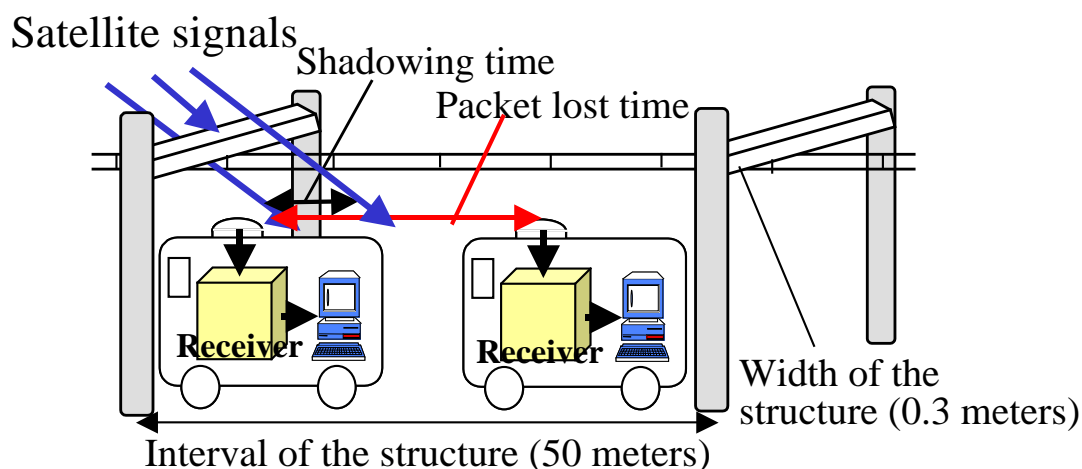 Satellite signals
Shadowing time
Packet lost time
Receiver
Receiver
Width of the
structure (0.3 meters)
Interval of the structure (50 meters)